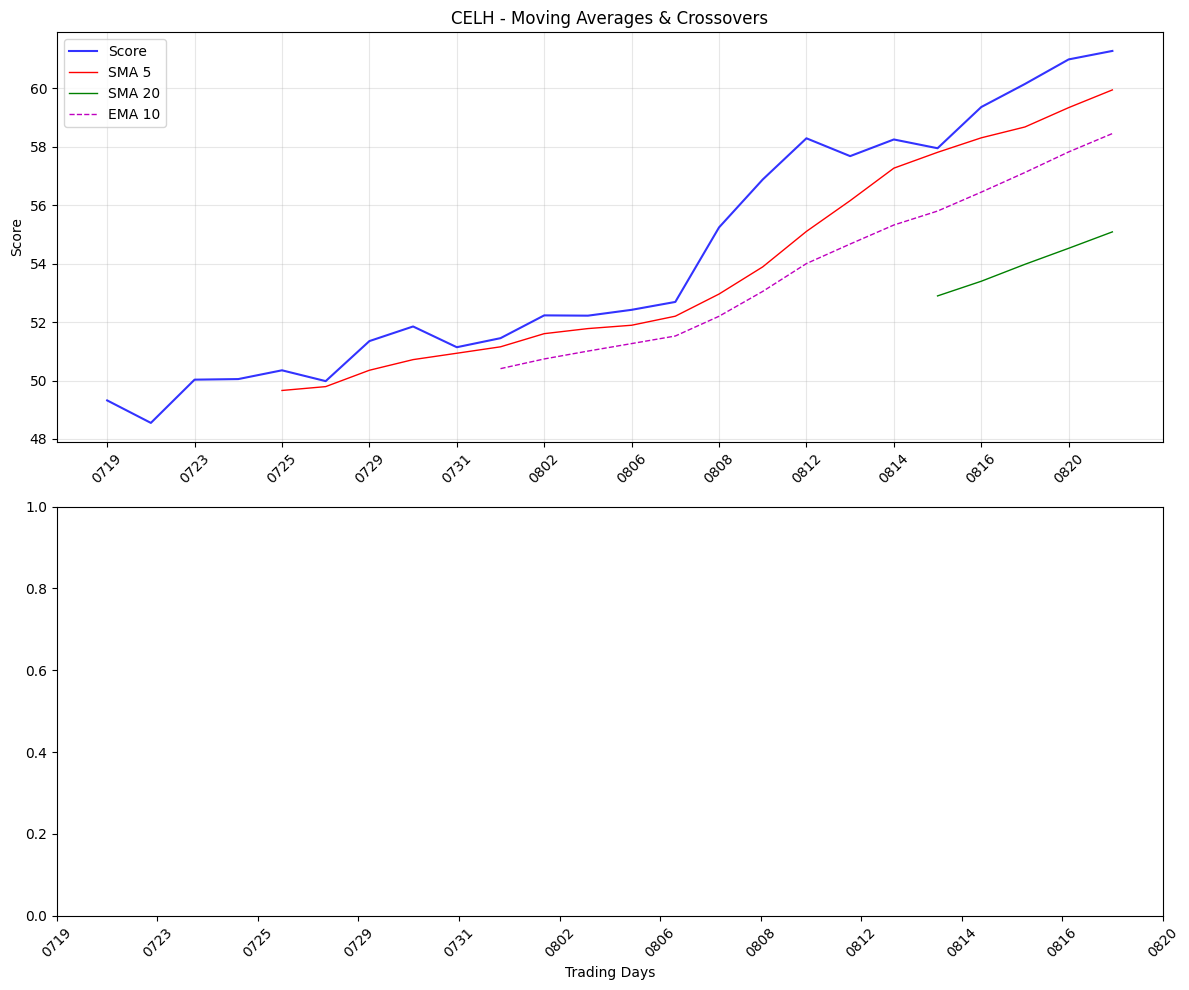 CELH - Moving Averages & Crossovers
Score
SMA 5
SMA 20
EMA 10
Score
60
58
56
54
52
50
48
0719 0723 0725 0729 0731 0802 0806 0808 0812 0814 0816 0820
1.0
0.8
0.6
0.4
0.2
0.0
0719 0723 0725 0729 0731 0802 0806 0808 0812 0814 0816 0820
Trading Days